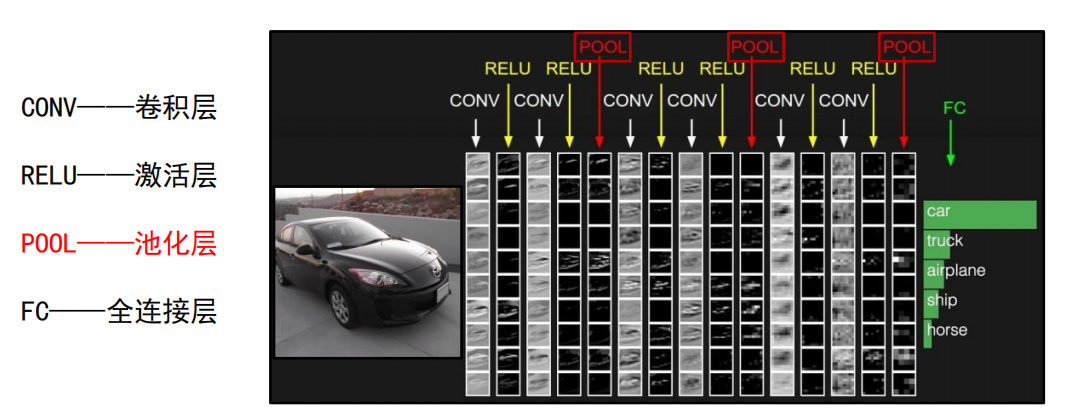 CONV——卷积层
RELU——激活层
POOL——池化层
FC——全连接层
POOL POOL POOL
RELU RELU RELU RELU RELU RELU
CONV CONV CONV CONV CONV CONV
FC
car
truck
airplane
ship
horse